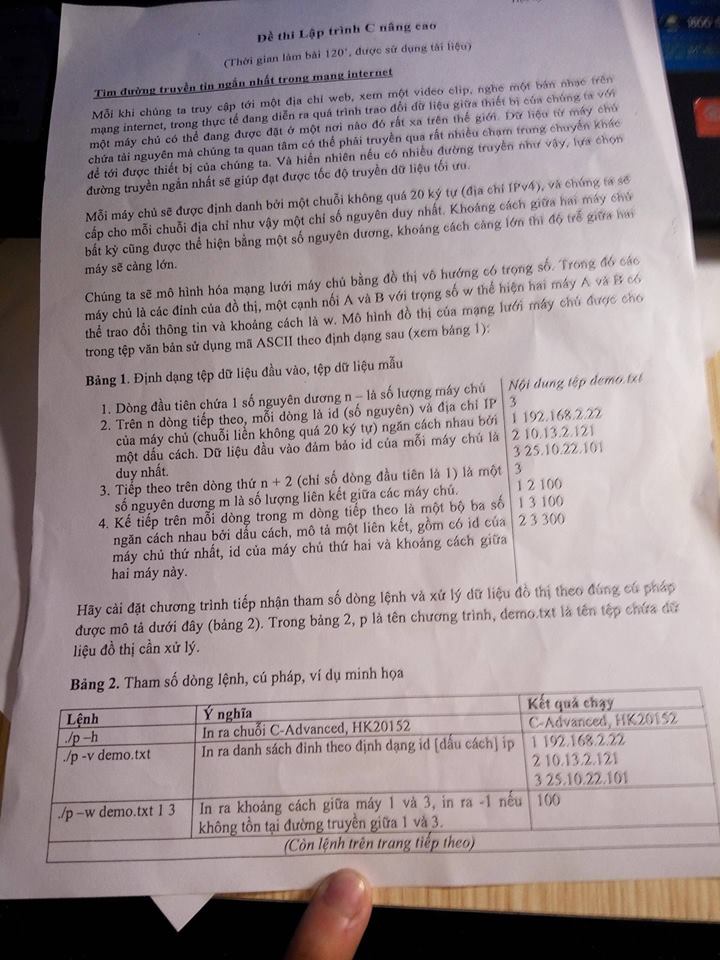 Đề thi Lập trình C nâng cao
(Thời gian làm bài 120', được sử dụng tài liệu)
Tìm đường truyền tin ngắn nhất trong mạng internet
Mỗi khi chúng ta truy cập tới một địa chỉ web, xem một video clip, nghe một bản nhạc trên
mạng internet, trong thực tế đang diễn ra quá trình trao đổi dữ liệu giữa thiết bị của chúng ta với
một máy chủ có thể đang được đặt ở một nơi nào đó rất xa trên thế giới. Dữ liệu từ máy chủ
chứa tài nguyên mà chúng ta quan tâm có thể phải truyền qua rất nhiều chạm trung chuyển khác
để tới được thiết bị của chúng ta. Và hiển nhiên nếu có nhiều đường truyền như vậy, lựa chọn
đường truyền ngắn nhất sẽ giúp đạt được tốc độ truyền dữ liệu tối ưu.
Mỗi máy chủ sẽ được định danh bởi một chuỗi không quá 20 ký tự (địa chỉ IPv4), và chúng ta sẽ
cấp cho mỗi chuỗi địa chỉ như vậy một chỉ số nguyên duy nhất. Khoảng cách giữa hai máy chủ
bất kỳ cũng được thể hiện bằng một số nguyên dương, khoảng cách càng lớn thì độ trễ giữa hai
máy sẽ càng lớn.
Chúng ta sẽ mô hình hóa mạng lưới máy chủ bằng đồ thị vô hướng có trọng số. Trong đó các
máy chủ là các đỉnh của đồ thị, một cạnh nối A và B với trọng số w thể hiện hai máy A và B có
thể trao đổi thông tin và khoảng cách là w. Mô hình đồ thị của mạng lưới máy chủ được cho
trong tệp văn bản sử dụng mã ASCII theo định dạng sau (xem bảng 1):
Bảng 1. Định dạng tệp dữ liệu đầu vào, tệp dữ liệu mẫu
1. Dòng đầu tiên chứa 1 số nguyên dương n – là số lượng máy chủ
2. Trên n dòng tiếp theo, mỗi dòng là id (số nguyên) và địa chỉ IP
của máy chủ (chuỗi liền không quá 20 ký tự) ngăn cách nhau bởi
một dấu cách. Dữ liệu đầu vào đảm bảo id của mỗi máy chủ là
duy nhất.
3. Tiếp theo trên dòng thứ n + 2 (chỉ số dòng đầu tiên là 1) là một
số nguyên dương m là số lượng liên kết giữa các máy chủ.
4. Kế tiếp trên mỗi dòng trong m dòng tiếp theo là một bộ ba số
ngăn cách nhau bởi dấu cách, mô tả một liên kết, gồm có id của
máy chủ thứ nhất, id của máy chủ thứ hai và khoảng cách giữa
hai máy này.
Nội dung tệp demo.txt
3
1 192.168.2.22
2 10.13.2.121
3 25.10.22.101
3
1 2 100
1 3 100
2 3 300
Hãy cài đặt chương trình tiếp nhận tham số dòng lệnh và xử lý dữ liệu đồ thị theo đúng cú pháp
được mô tả dưới đây (bảng 2). Trong bảng 2, p là tên chương trình, demo.txt là tên tệp chứa dữ
liệu đồ thị cần xử lý.
Bảng 2. Tham số dòng lệnh, cú pháp, ví dụ minh họa
Lệnh Ý nghĩa Kết quả chạy
./p –h In ra chuỗi C-Advanced, HK20152 C-Advanced, HK20152
./p -v demo.txt In ra danh sách đỉnh theo định dạng id [dấu cách] ip 1 192.168.2.22
2 10.13.2.121
3 25.10.22.101
./p –w demo.txt 1 3 In ra khoảng cách giữa máy 1 và 3, in ra -1 nếu 100
không tồn tại đường truyền giữa 1 và 3.
(Còn lệnh trên trang tiếp theo)